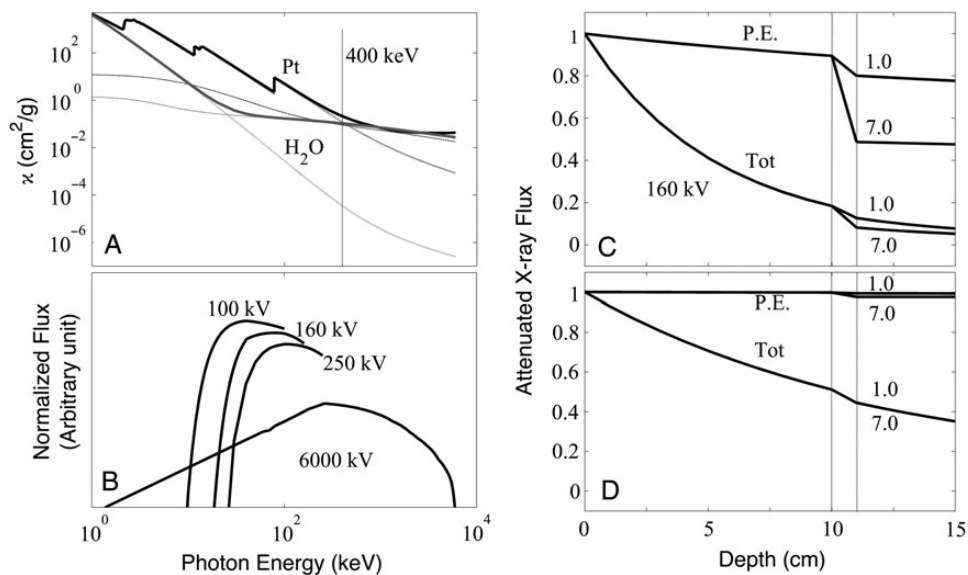 10²
10⁰
10⁻²
10⁻⁴
10⁻⁶
ϰ (cm²/g)
Pt
400 keV
H₂O
A
Normalized Flux
(Arbitrary unit)
100 kV
160 kV
250 kV
6000 kV
B
10⁰
10²
10⁴
Photon Energy (keV)
Attenuated X-ray Flux
1
0.8
0.6
0.4
0.2
0
P.E.
1.0
7.0
Tot
160 kV
1.0
7.0
C
1
0.8
0.6
0.4
0.2
0
P.E.
1.0
7.0
Tot
1.0
7.0
D
0
5
10
15
Depth (cm)